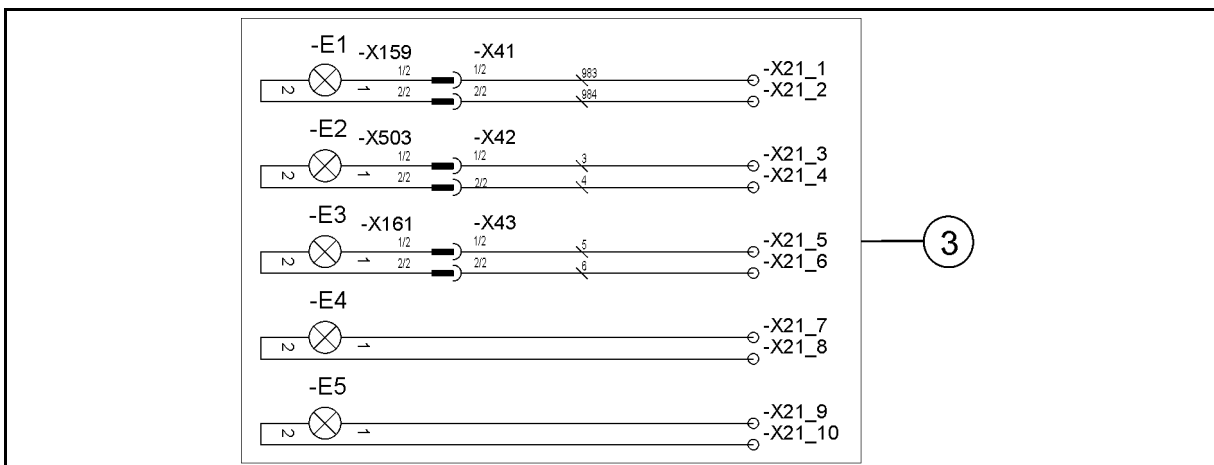 -E1 -X159 -X41
1/2 1/2 983 -X21_1
2 1 2/2 2/2 984 -X21_2
-E2 -X503 -X42
1/2 1/2 3 -X21_3
2 1 2/2 2/2 4 -X21_4
-E3 -X161 -X43
1/2 1/2 5 -X21_5
2 1 2/2 2/2 6 -X21_6
3
-E4
-X21_7
2 1 -X21_8
-E5
-X21_9
2 1 -X21_10